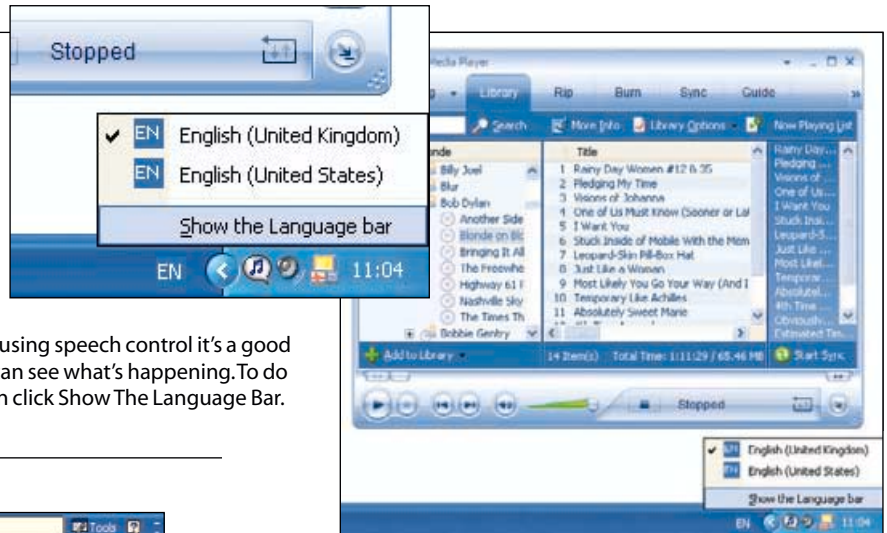 Stopped
English (United Kingdom)
English (United States)
Show the Language bar
EN
11:04
using speech control it's a good
an see what's happening. To do
n click Show The Language Bar.
Tools
Media Player
Library
Rip
Burn
Sync
Guide
Search
More Info
Library Options
Now Playing List
Billy Joel
Blur
Bob Dylan
Another Side
Blonde on Blo
Bringing It All
The Freewhe
Highway 61 F
Nashville Sky
The Times Th
Bobbie Gentry
Title
1 Rainy Day Women #12 & 35
2 Pledging My Time
3 Visions of Johanna
4 One of Us Must Know (Sooner or Lat
5 I Want You
6 Stuck Inside of Mobile With the Mem
7 Leopard-Skin Pill-Box Hat
8 Just Like a Woman
9 Most Likely You Go Your Way (And I
10 Temporary Like Achilles
11 Absolutely Sweet Marie
Rainy Day...
Pledging ...
Visions of ...
One of Us...
I Want You
Stuck Insi...
Leopard-S...
Just Like ...
Most Likel...
Temporar...
Absolutel...
4th Time ...
Obviously...
Estimated Tim...
Add to Library
14 Item(s) Total Time: 1:11:29 / 65.46 MB
Start Sync
Stopped
English (United Kingdom)
English (United States)
Show the Language bar
EN
11:04